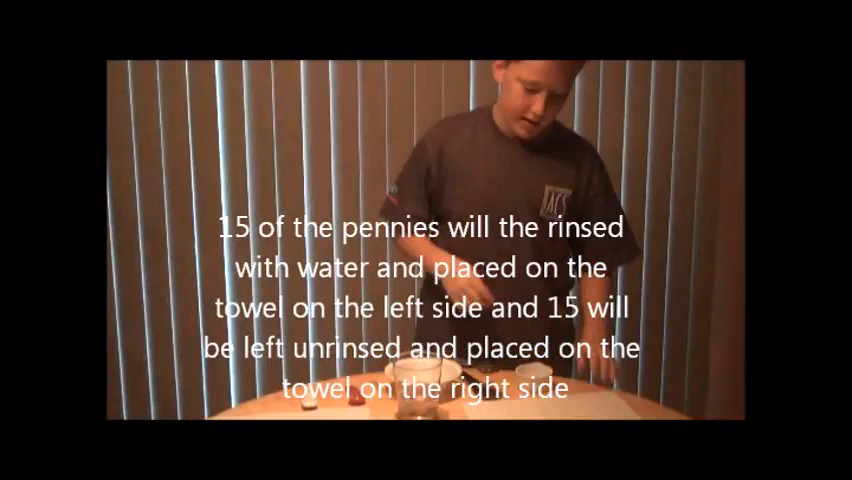 ACS
15 of the pennies will the rinsed
with water and placed on the
towel on the left side and 15 will
be left unrinsed and placed on the
towel on the right side